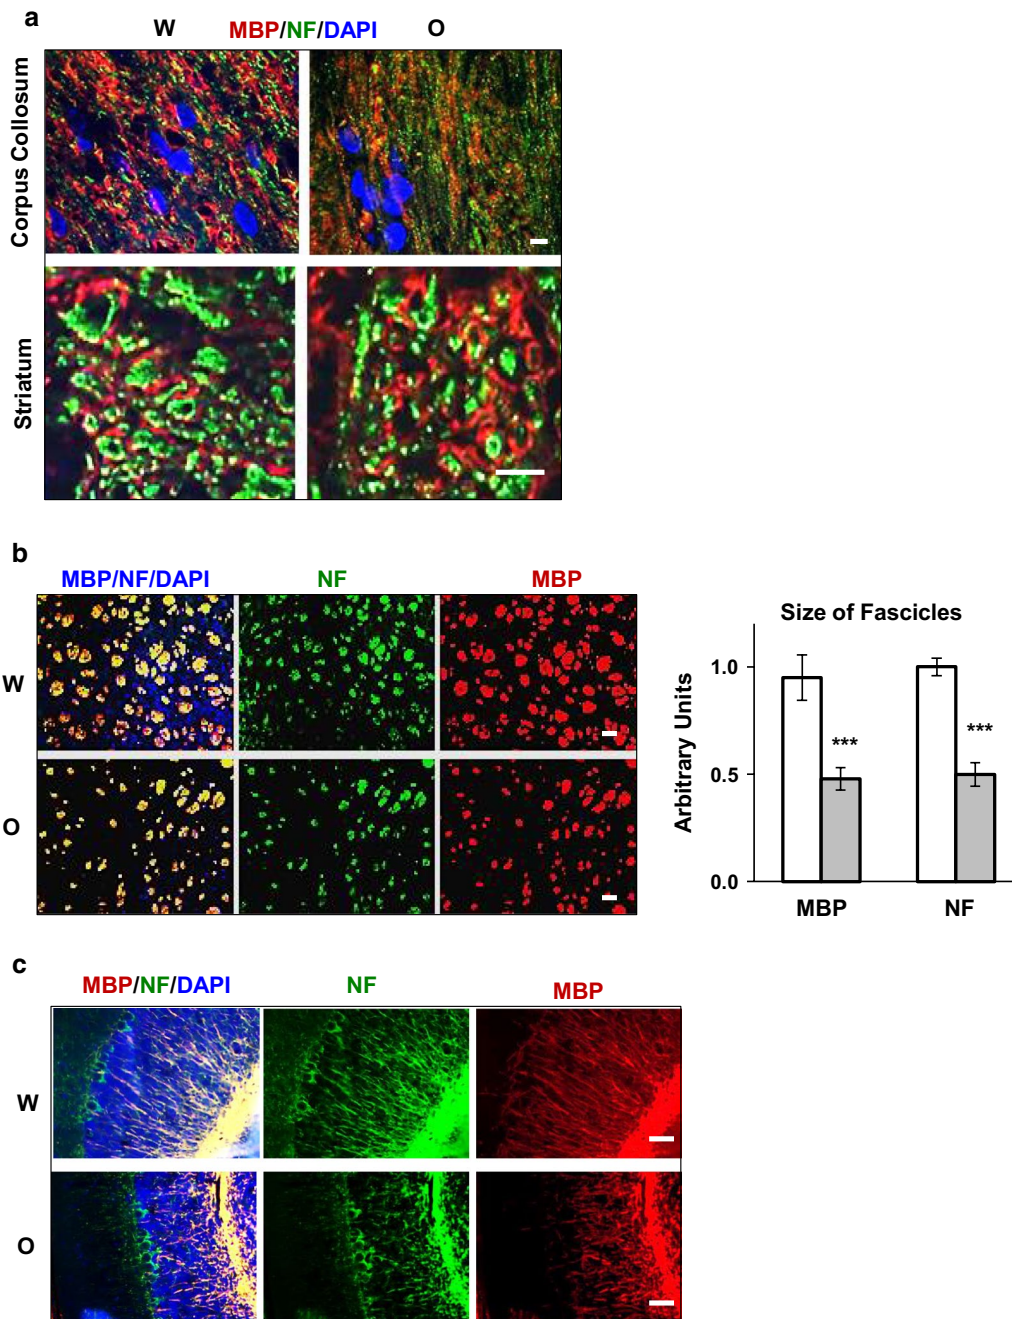 a
W MBP/NF/DAPI O
Corpus Collosum
Striatum
b
MBP/NF/DAPI NF MBP
W
O
Size of Fascicles
Arbitrary Units
1.0
0.5
0.0
***
***
MBP NF
c
MBP/NF/DAPI NF MBP
W
O